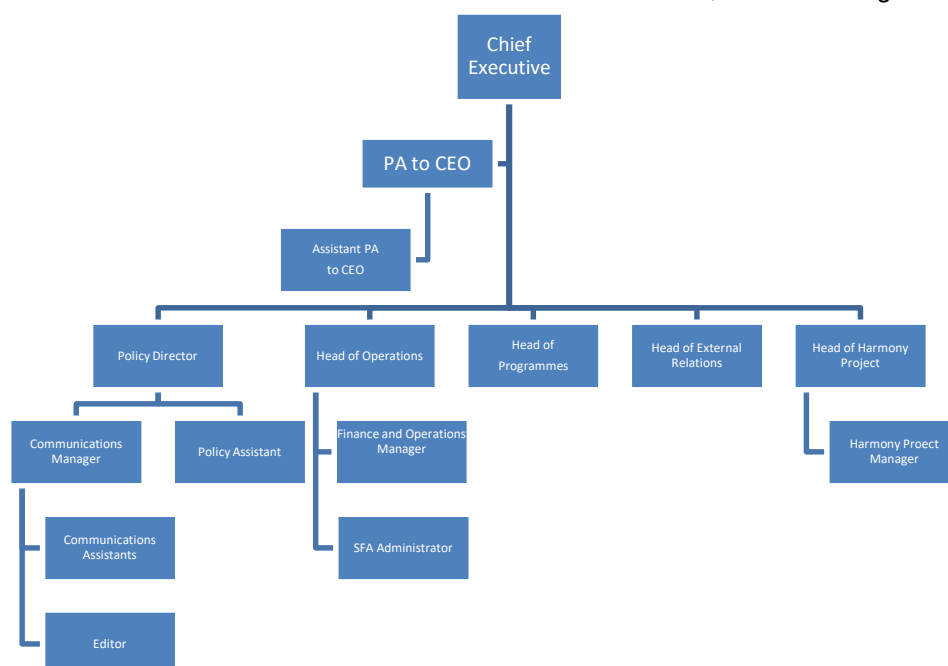 Chief
Executive
PA to CEO
Assistant PA
to CEO
Policy Director
Head of Operations
Head of
Programmes
Head of External
Relations
Head of Harmony
Project
Communications
Manager
Policy Assistant
Finance and Operations
Manager
Harmony Proect
Manager
Communications
Assistants
SFA Administrator
Editor